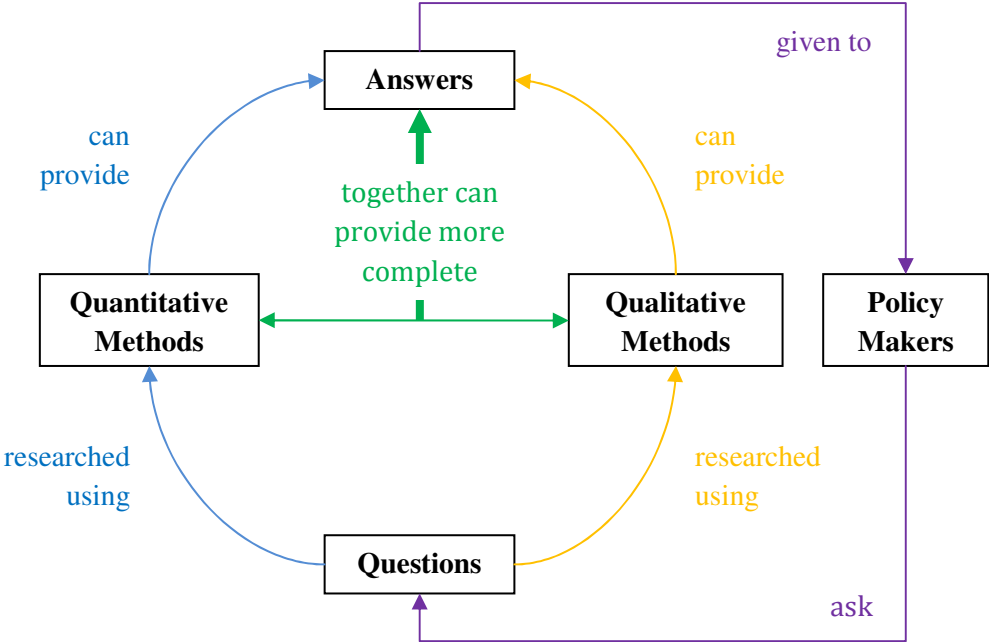 given to
Answers
can
provide
can
provide
together can
provide more
complete
Quantitative
Methods
Qualitative
Methods
Policy
Makers
researched
using
researched
using
Questions
ask